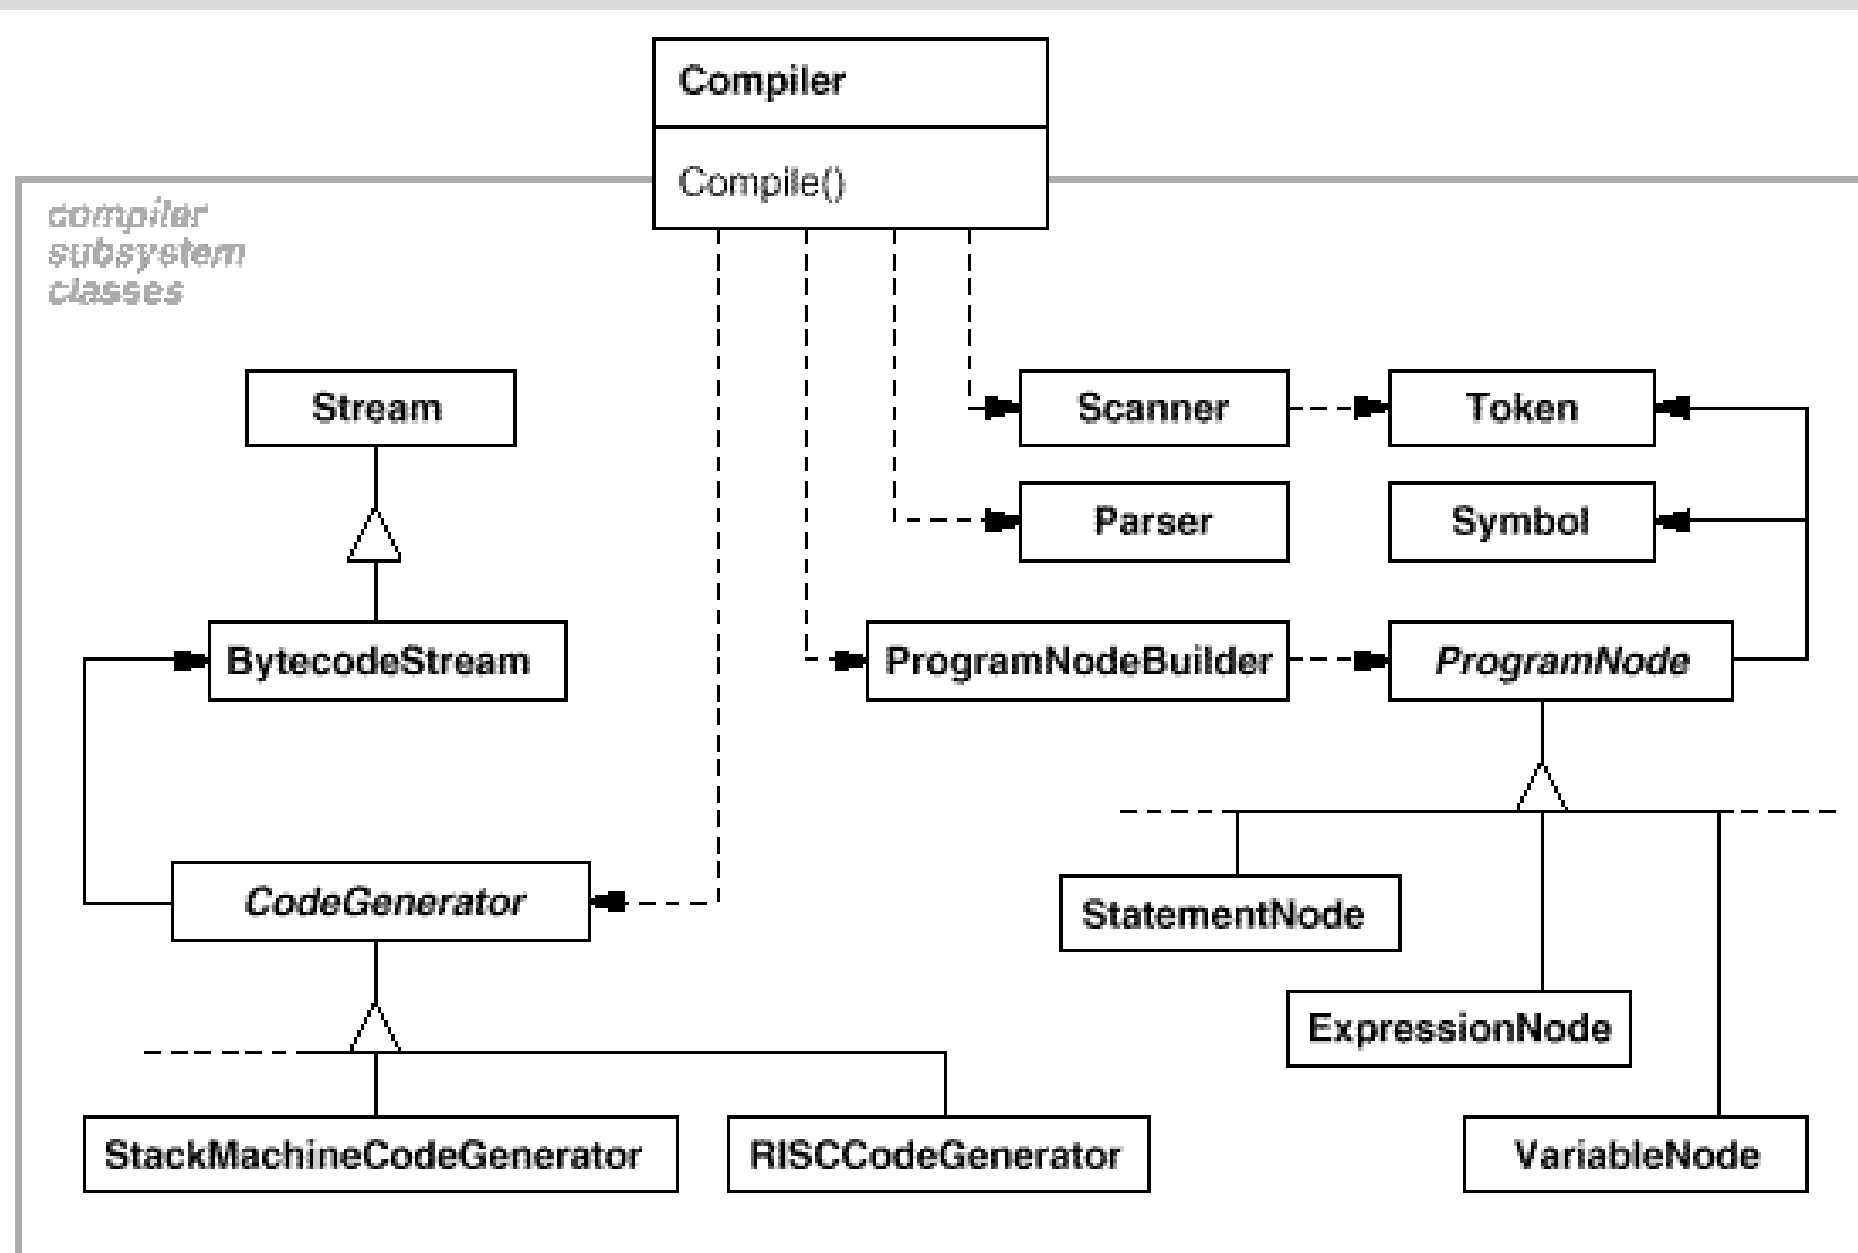 Compiler
Compile()
compiler
subsystem
classes
Stream
Scanner
Token
Parser
Symbol
BytecodeStream
ProgramNodeBuilder
ProgramNode
CodeGenerator
StatementNode
ExpressionNode
StackMachineCodeGenerator
RISCCodeGenerator
VariableNode